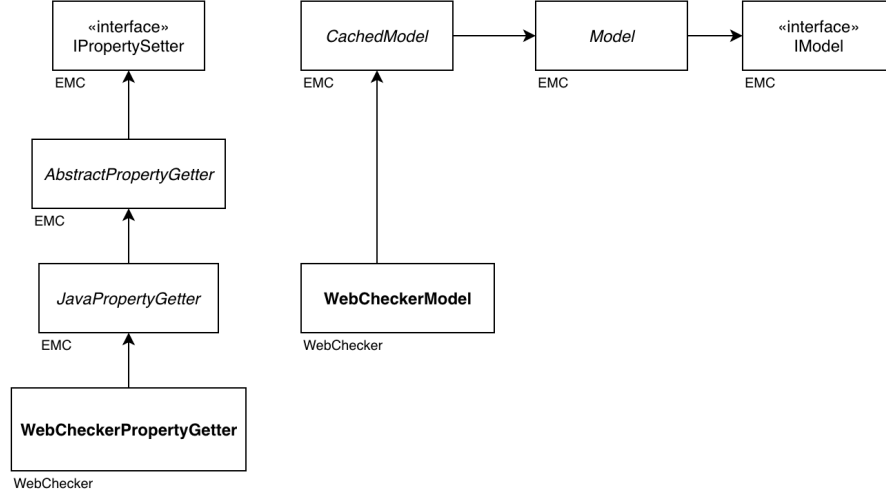 «interface»
IPropertySetter
EMC
AbstractPropertyGetter
EMC
JavaPropertyGetter
EMC
WebCheckerPropertyGetter
WebChecker
CachedModel
EMC
Model
EMC
«interface»
IModel
EMC
WebCheckerModel
WebChecker